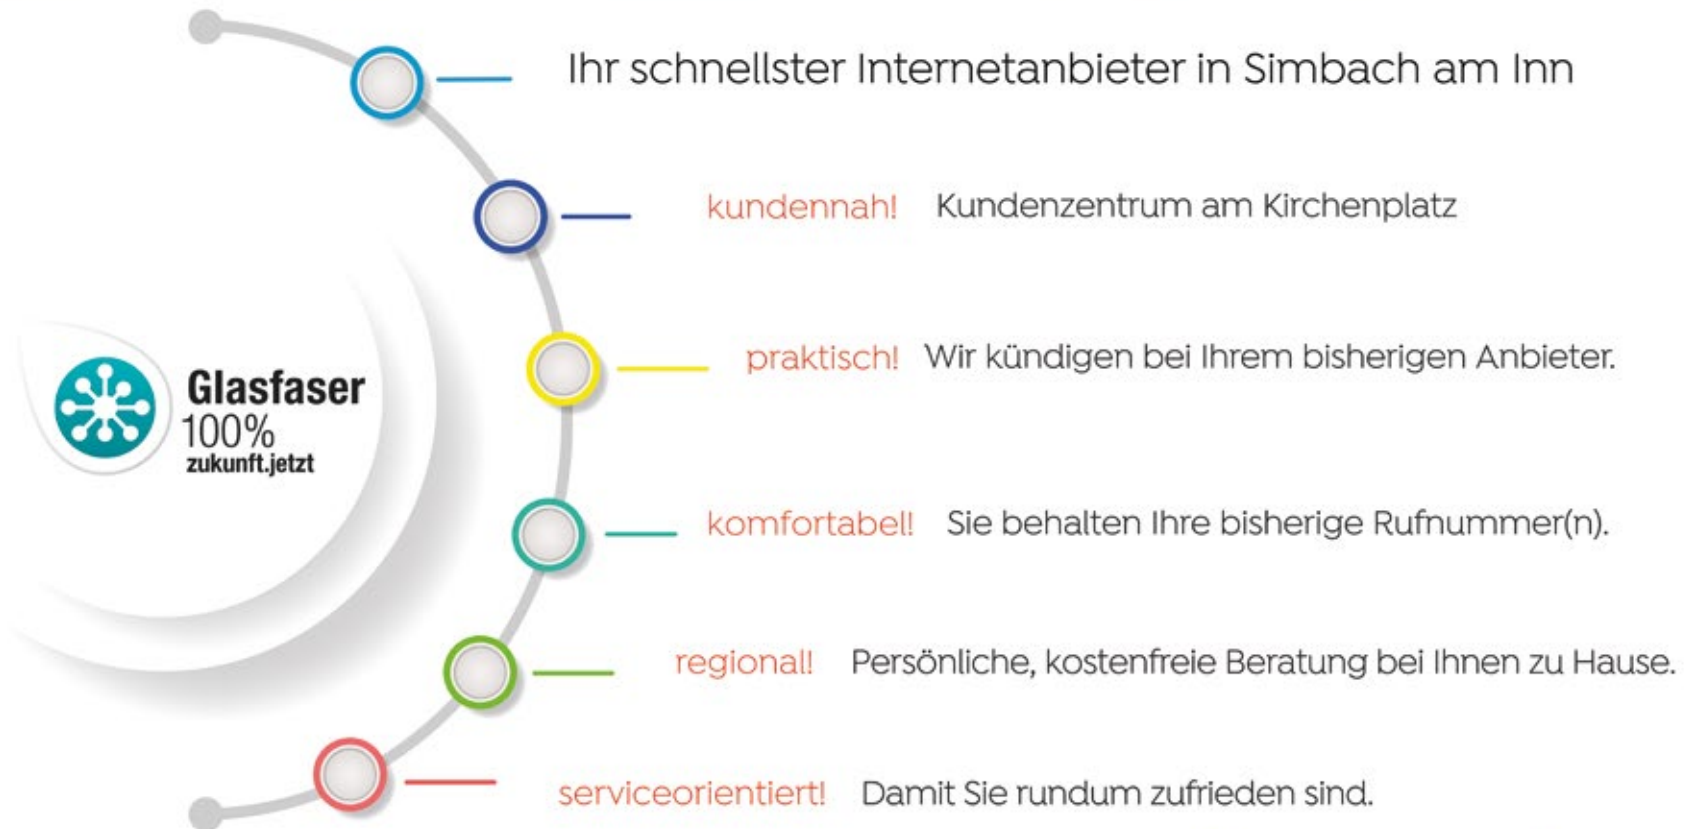 Ihr schnellster Internetanbieter in Simbach am Inn
kundennah! Kundenzentrum am Kirchenplatz
praktisch! Wir kündigen bei Ihrem bisherigen Anbieter.
Glasfaser
100%
zukunft.jetzt
komfortabel! Sie behalten Ihre bisherige Rufnummer(n).
regional! Persönliche, kostenfreie Beratung bei Ihnen zu Hause.
serviceorientiert! Damit Sie rundum zufrieden sind.